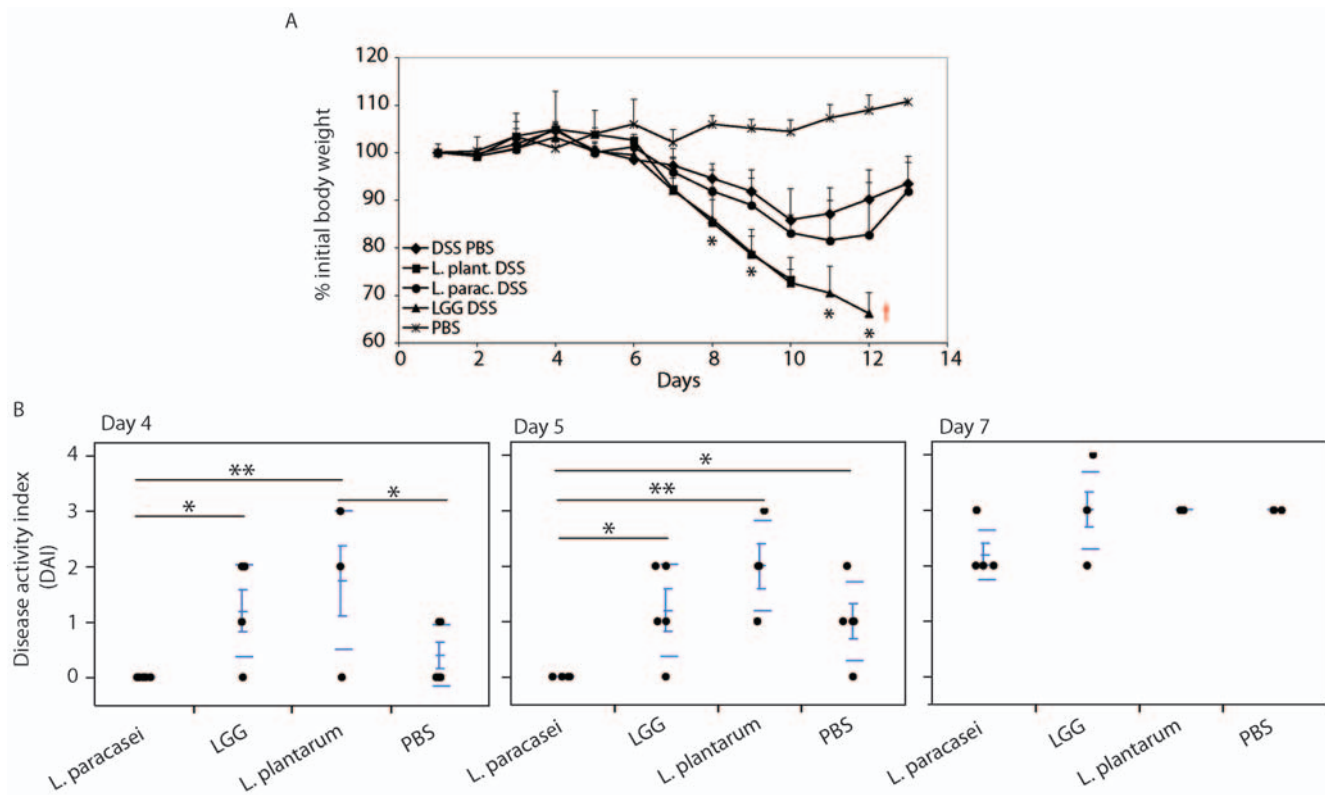 A
120
110
100
90
80
70
60
% initial body weight
DSS PBS
L. plant. DSS
L. parac. DSS
LGG DSS
PBS
*
*
*
*
0
2
4
6
8
10
12
14
Days
B
Day 4
Day 5
Day 7
Disease activity index
(DAI)
4
3
2
1
0
**
*
*
*
**
*
L. paracasei
LGG
L. plantarum
PBS
L. paracasei
LGG
L. plantarum
PBS
L. paracasei
LGG
L. plantarum
PBS